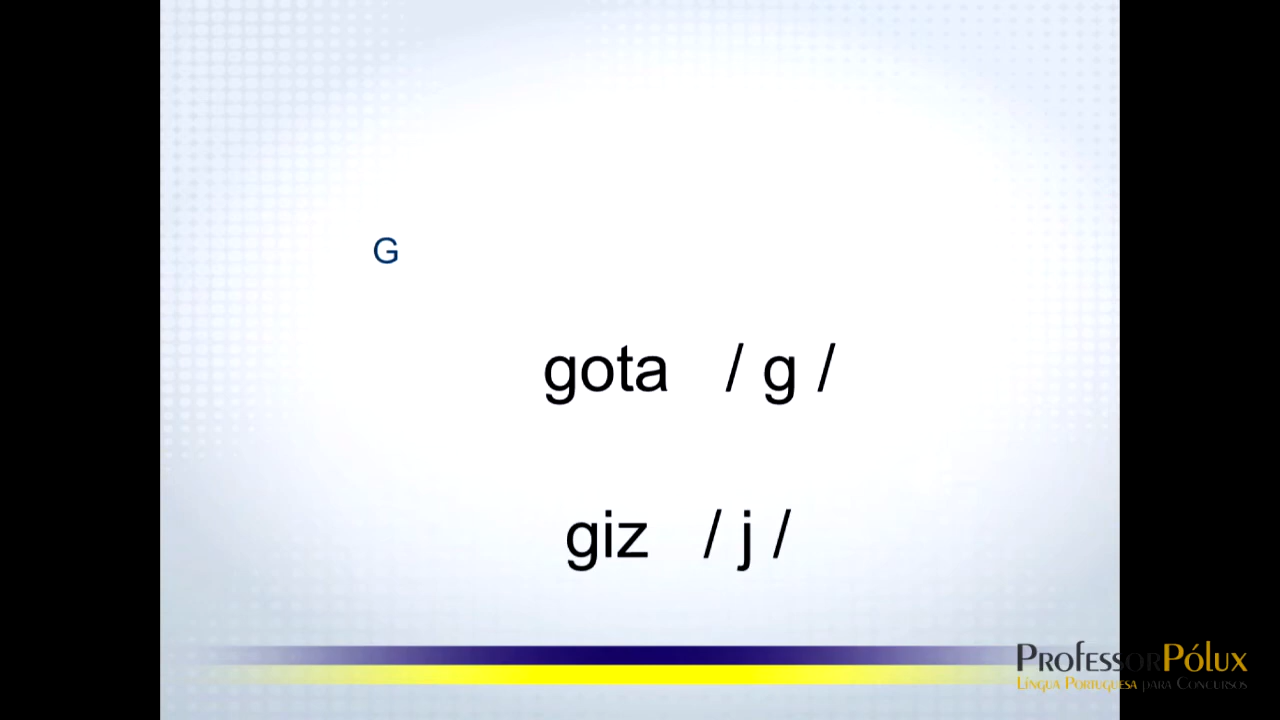 G
gota / g /
giz / j /
PROFESSORPÓLUX
LÍNGUA PORTUGUESA PARA CONCURSOS